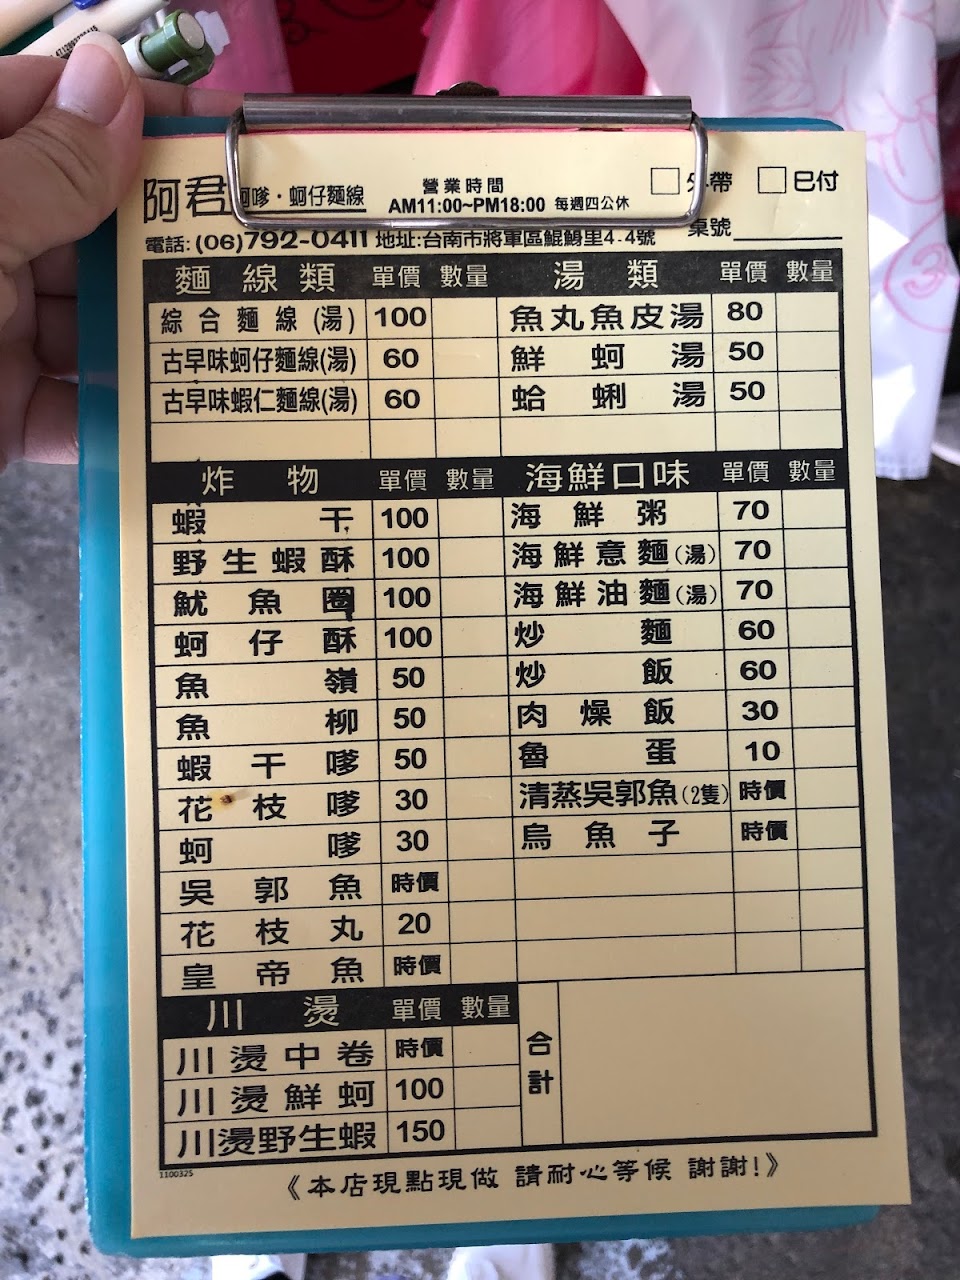 阿君 蚵嗲·蚵仔麵線
營業時間
AM11:00~PM18:00 每週四公休
□ 外帶 □ 已付
電話:(06)792-0411 地址:台南市將軍區鯤鯓里4-4號 桌號
麵線類 單價 數量
綜合麵線(湯) 100
古早味蚵仔麵線(湯) 60
古早味蝦仁麵線(湯) 60
湯類 單價 數量
魚丸魚皮湯 80
鮮蚵湯 50
蛤蜊湯 50
炸物 單價 數量
蝦干 100
野生蝦酥 100
魷魚圈 100
蚵仔酥 100
魚嶺 50
魚柳 50
蝦干嗲 50
花枝嗲 30
蚵嗲 30
吳郭魚 時價
花枝丸 20
皇帝魚 時價
海鮮口味 單價 數量
海鮮粥 70
海鮮意麵(湯) 70
海鮮油麵(湯) 70
炒麵 60
炒飯 60
肉燥飯 30
魯蛋 10
清蒸吳郭魚(2隻) 時價
烏魚子 時價
川燙 單價 數量
川燙中卷 時價
川燙鮮蚵 100
川燙野生蝦 150
合計
1100325
《本店現點現做 請耐心等候 謝謝!》